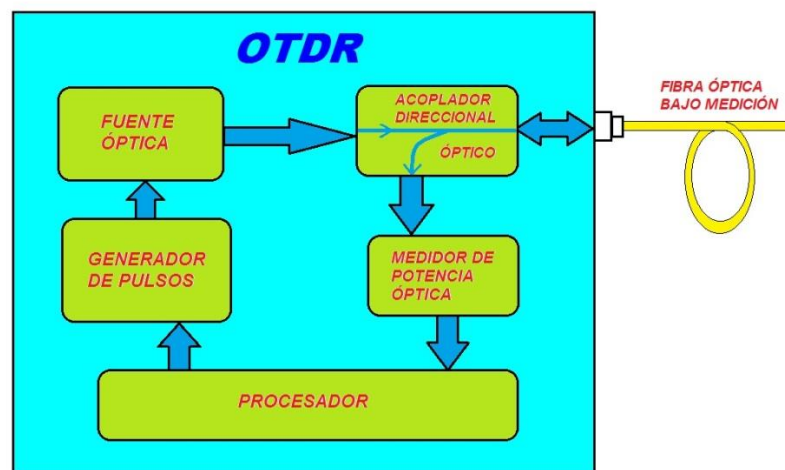 OTDR
FUENTE
ÓPTICA
ACOPLADOR
DIRECCIONAL
ÓPTICO
FIBRA ÓPTICA
BAJO MEDICIÓN
GENERADOR
DE PULSOS
MEDIDOR DE
POTENCIA
ÓPTICA
PROCESADOR